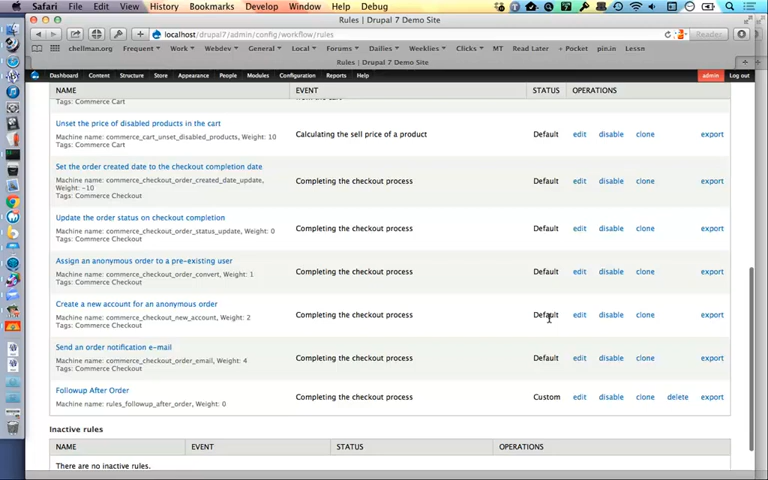 Safari File Edit View History Bookmarks Develop Window Help Debug
Rules | Drupal 7 Demo Site
localhost/drupal7/admin/config/workflow/rules
Reader
chellman.org Frequent Work Webdev General Local Forums Dailies Weeklies Clicks MT Read Later + Pocket pin.in Lessn
Rules | Drupal 7 Demo Site
Dashboard Content Structure Store Appearance People Modules Configuration Reports Help admin Log out
NAME EVENT STATUS OPERATIONS
Tags: Commerce Cart
Unset the price of disabled products in the cart
Machine name: commerce_cart_unset_disabled_products, Weight: 10
Tags: Commerce Cart
Calculating the sell price of a product Default edit disable clone export
Set the order created date to the checkout completion date
Machine name: commerce_checkout_order_created_date_update,
Weight: -10
Tags: Commerce Checkout
Completing the checkout process Default edit disable clone export
Update the order status on checkout completion
Machine name: commerce_checkout_order_status_update, Weight: 0
Tags: Commerce Checkout
Completing the checkout process Default edit disable clone export
Assign an anonymous order to a pre-existing user
Machine name: commerce_checkout_order_convert, Weight: 1
Tags: Commerce Checkout
Completing the checkout process Default edit disable clone export
Create a new account for an anonymous order
Machine name: commerce_checkout_new_account, Weight: 2
Tags: Commerce Checkout
Completing the checkout process Default edit disable clone export
Send an order notification e-mail
Machine name: commerce_checkout_order_email, Weight: 4
Tags: Commerce Checkout
Completing the checkout process Default edit disable clone export
Followup After Order
Machine name: rules_followup_after_order, Weight: 0
Completing the checkout process Custom edit disable clone delete export
Inactive rules
NAME EVENT STATUS OPERATIONS
There are no inactive rules.